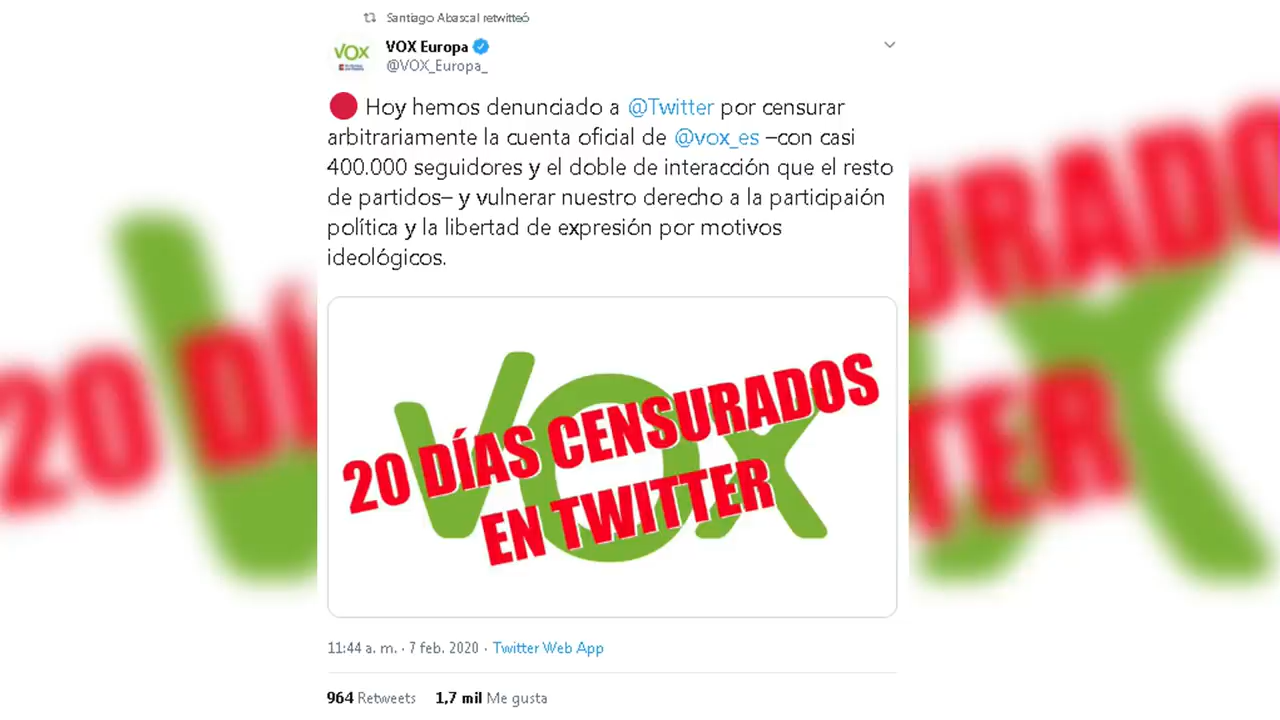 Santiago Abascal retwitteó
VOX
VOX Europa
@VOX_Europa_
Hoy hemos denunciado a @Twitter por censurar
arbitrariamente la cuenta oficial de @vox_es –con casi
400.000 seguidores y el doble de interacción que el resto
de partidos– y vulnerar nuestro derecho a la participaión
política y la libertad de expresión por motivos
ideológicos.
VOX
20 DÍAS CENSURADOS
EN TWITTER
11:44 a. m. · 7 feb. 2020 · Twitter Web App
964 Retweets 1,7 mil Me gusta